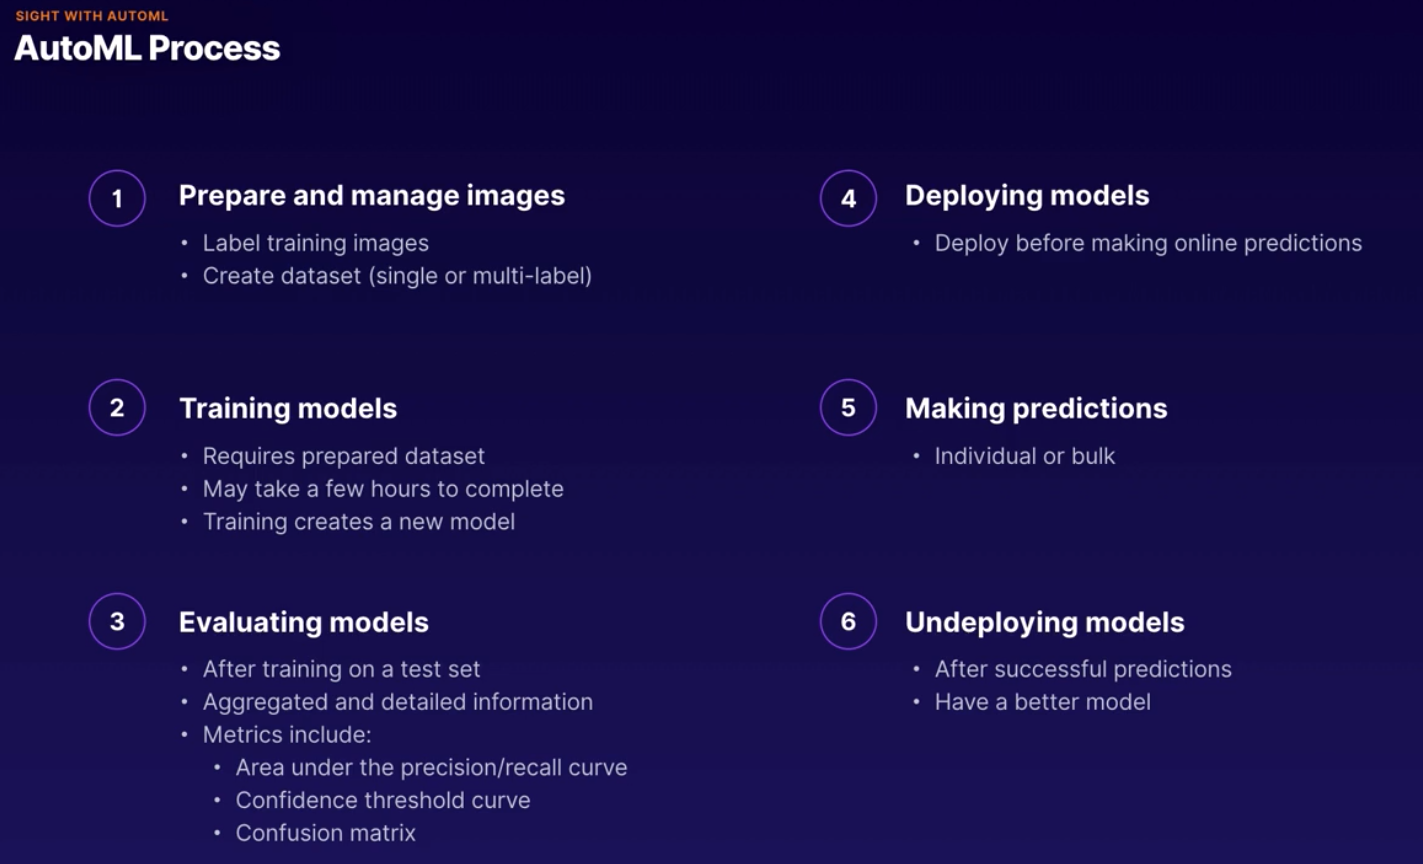 SIGHT WITH AUTOML
AutoML Process
1
Prepare and manage images
• Label training images
• Create dataset (single or multi-label)
2
Training models
• Requires prepared dataset
• May take a few hours to complete
• Training creates a new model
3
Evaluating models
• After training on a test set
• Aggregated and detailed information
• Metrics include:
• Area under the precision/recall curve
• Confidence threshold curve
• Confusion matrix
4
Deploying models
• Deploy before making online predictions
5
Making predictions
• Individual or bulk
6
Undeploying models
• After successful predictions
• Have a better model